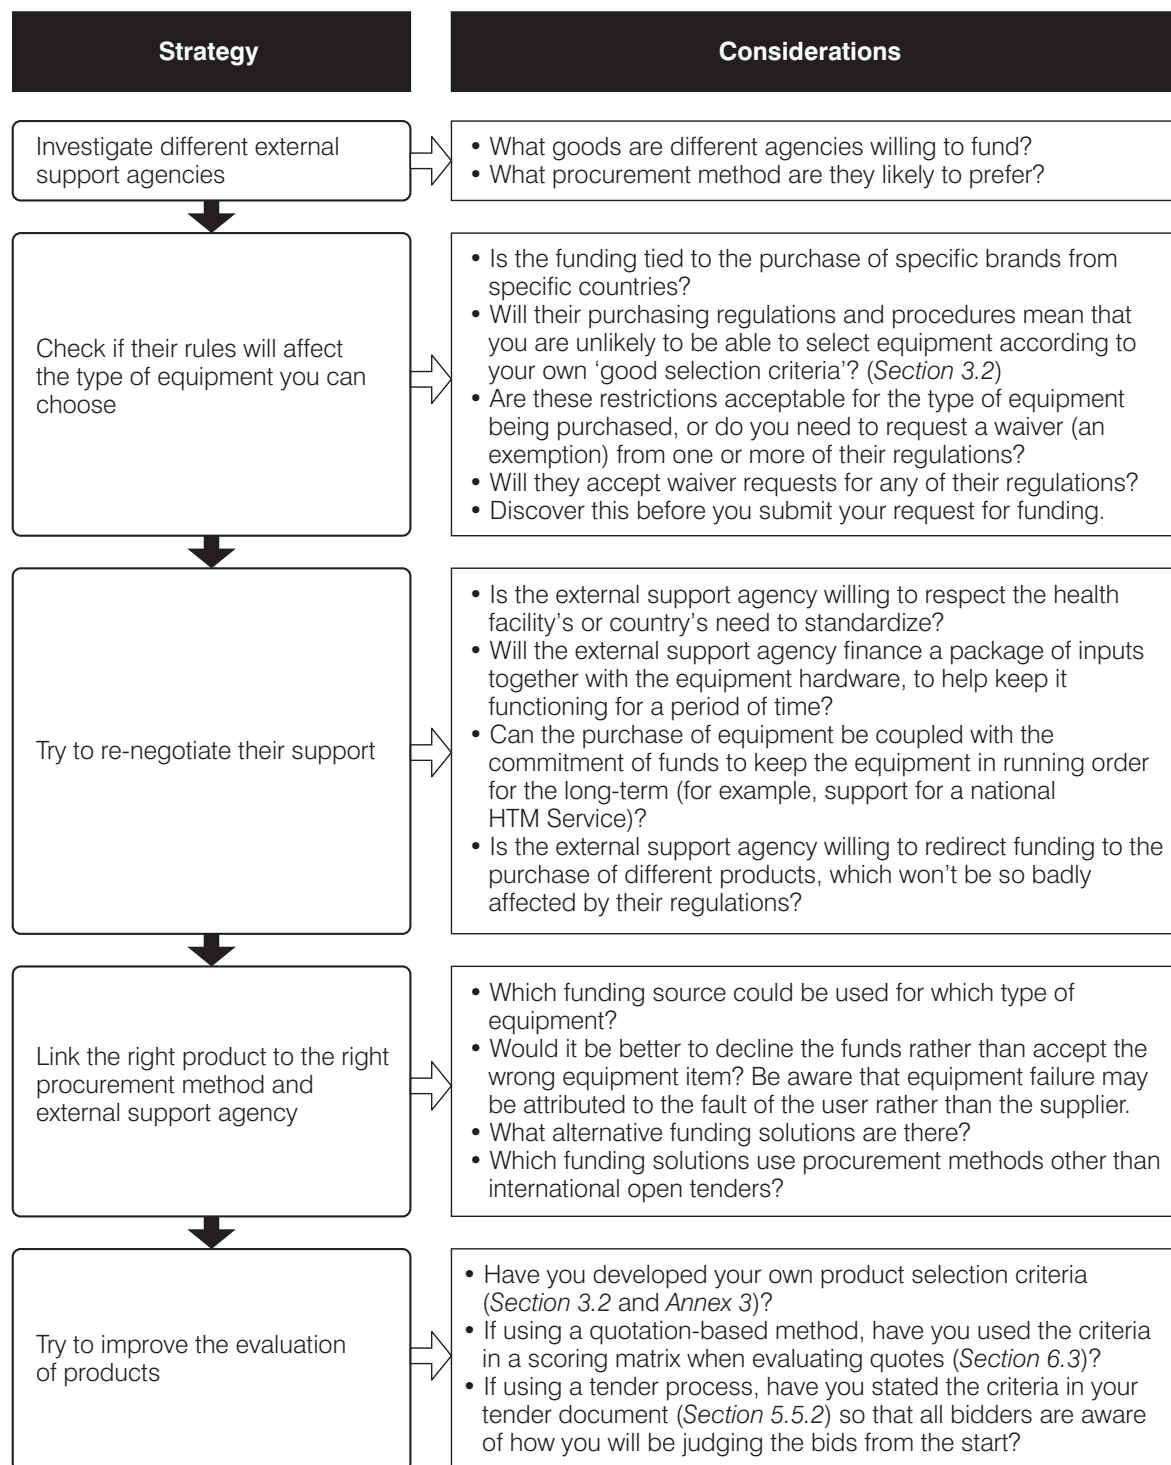 Strategy
Considerations
Investigate different external
support agencies
• What goods are different agencies willing to fund?
• What procurement method are they likely to prefer?
Check if their rules will affect
the type of equipment you can
choose
• Is the funding tied to the purchase of specific brands from
specific countries?
• Will their purchasing regulations and procedures mean that
you are unlikely to be able to select equipment according to
your own ‘good selection criteria’? (Section 3.2)
• Are these restrictions acceptable for the type of equipment
being purchased, or do you need to request a waiver (an
exemption) from one or more of their regulations?
• Will they accept waiver requests for any of their regulations?
• Discover this before you submit your request for funding.
Try to re-negotiate their support
• Is the external support agency willing to respect the health
facility’s or country’s need to standardize?
• Will the external support agency finance a package of inputs
together with the equipment hardware, to help keep it
functioning for a period of time?
• Can the purchase of equipment be coupled with the
commitment of funds to keep the equipment in running order
for the long-term (for example, support for a national
HTM Service)?
• Is the external support agency willing to redirect funding to the
purchase of different products, which won’t be so badly
affected by their regulations?
Link the right product to the right
procurement method and
external support agency
• Which funding source could be used for which type of
equipment?
• Would it be better to decline the funds rather than accept the
wrong equipment item? Be aware that equipment failure may
be attributed to the fault of the user rather than the supplier.
• What alternative funding solutions are there?
• Which funding solutions use procurement methods other than
international open tenders?
Try to improve the evaluation
of products
• Have you developed your own product selection criteria
(Section 3.2 and Annex 3)?
• If using a quotation-based method, have you used the criteria
in a scoring matrix when evaluating quotes (Section 6.3)?
• If using a tender process, have you stated the criteria in your
tender document (Section 5.5.2) so that all bidders are aware
of how you will be judging the bids from the start?